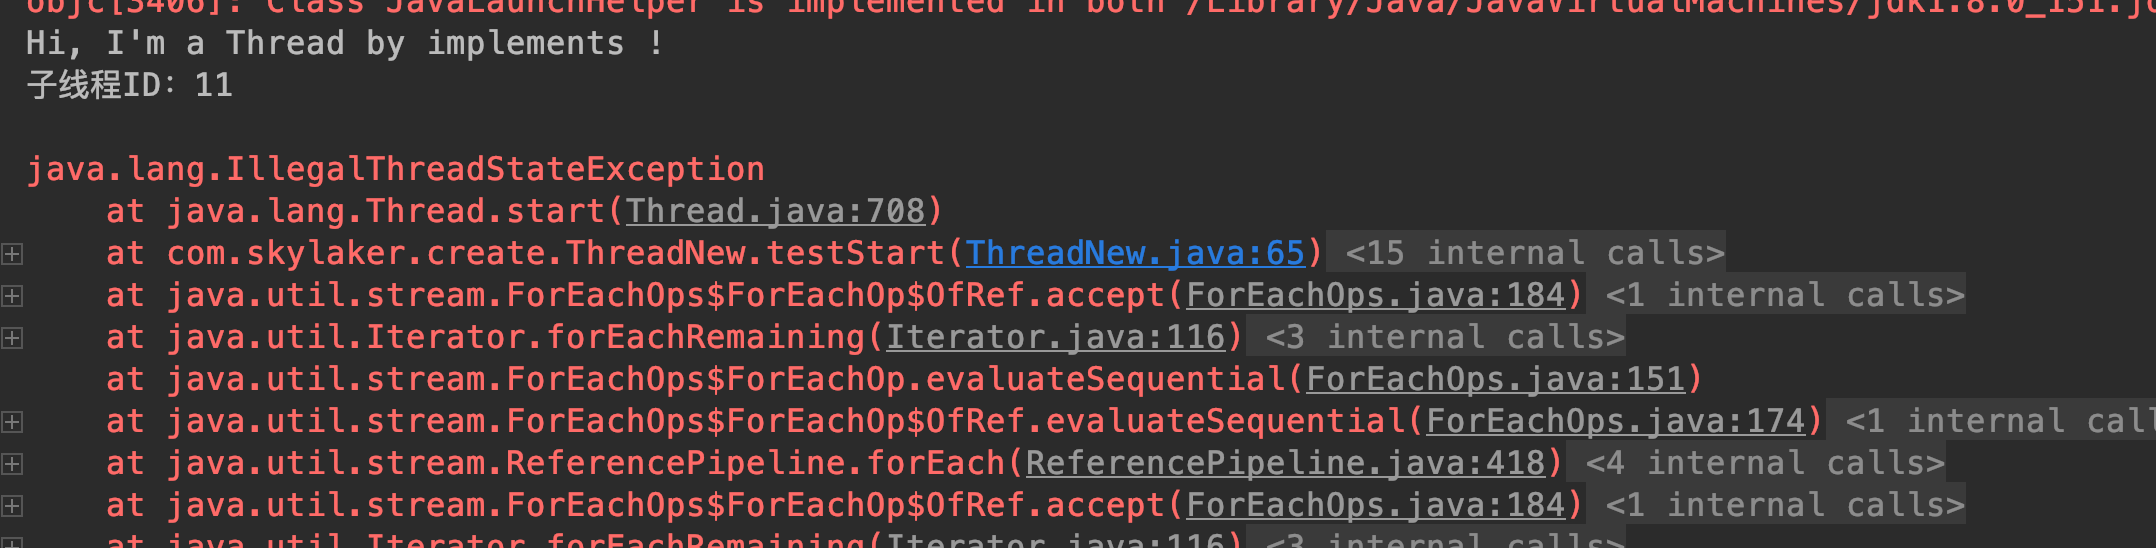 objc[3406]: Class JavaLaunchHelper is implemented in both /Library/Java/JavaVirtualMachines/jdk1.8.0_151.jd
Hi, I'm a Thread by implements !
子线程ID：11
java.lang.IllegalThreadStateException
at java.lang.Thread.start(Thread.java:708)
at com.skylaker.create.ThreadNew.testStart(ThreadNew.java:65) <15 internal calls>
at java.util.stream.ForEachOps$ForEachOp$OfRef.accept(ForEachOps.java:184) <1 internal calls>
at java.util.Iterator.forEachRemaining(Iterator.java:116) <3 internal calls>
at java.util.stream.ForEachOps$ForEachOp.evaluateSequential(ForEachOps.java:151)
at java.util.stream.ForEachOps$ForEachOp$OfRef.evaluateSequential(ForEachOps.java:174) <1 internal call
at java.util.stream.ReferencePipeline.forEach(ReferencePipeline.java:418) <4 internal calls>
at java.util.stream.ForEachOps$ForEachOp$OfRef.accept(ForEachOps.java:184) <1 internal calls>
at java.util.Iterator.forEachRemaining(Iterator.java:116) <3 internal calls>